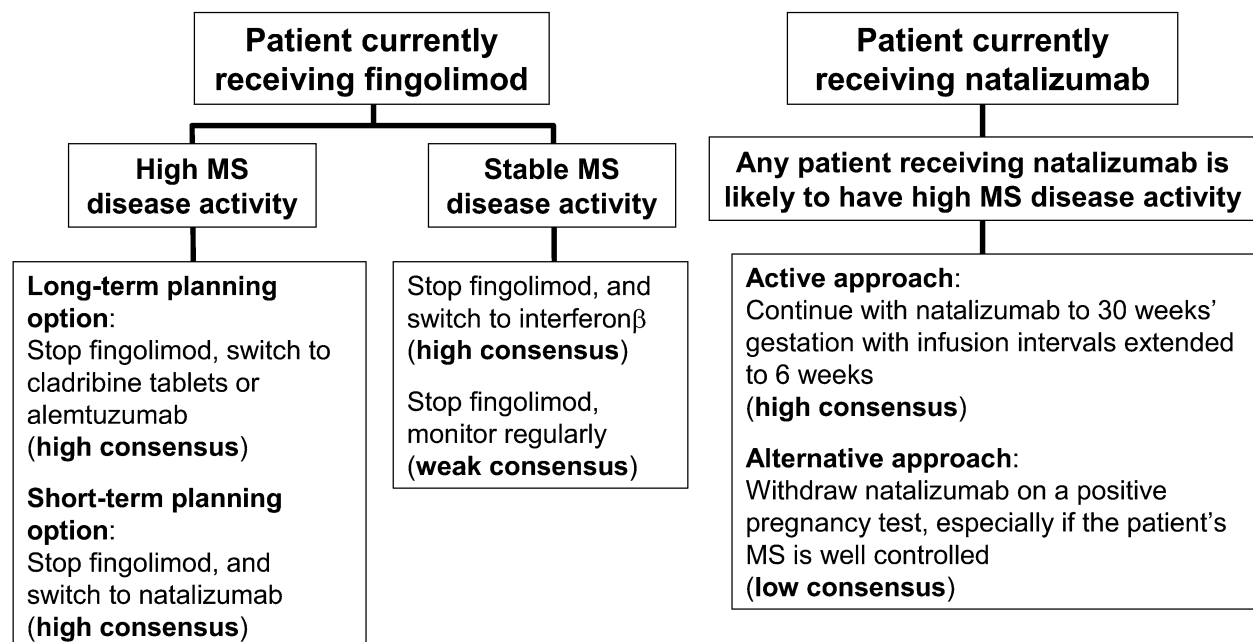 Patient currently
receiving fingolimod
High MS
disease activity
Long-term planning
option:
Stop fingolimod, switch to
cladribine tablets or
alemtuzumab
(high consensus)
Short-term planning
option:
Stop fingolimod, and
switch to natalizumab
(high consensus)
Stable MS
disease activity
Stop fingolimod, and
switch to interferonβ
(high consensus)
Stop fingolimod,
monitor regularly
(weak consensus)
Patient currently
receiving natalizumab
Any patient receiving natalizumab is
likely to have high MS disease activity
Active approach:
Continue with natalizumab to 30 weeks’
gestation with infusion intervals extended
to 6 weeks
(high consensus)
Alternative approach:
Withdraw natalizumab on a positive
pregnancy test, especially if the patient’s
MS is well controlled
(low consensus)